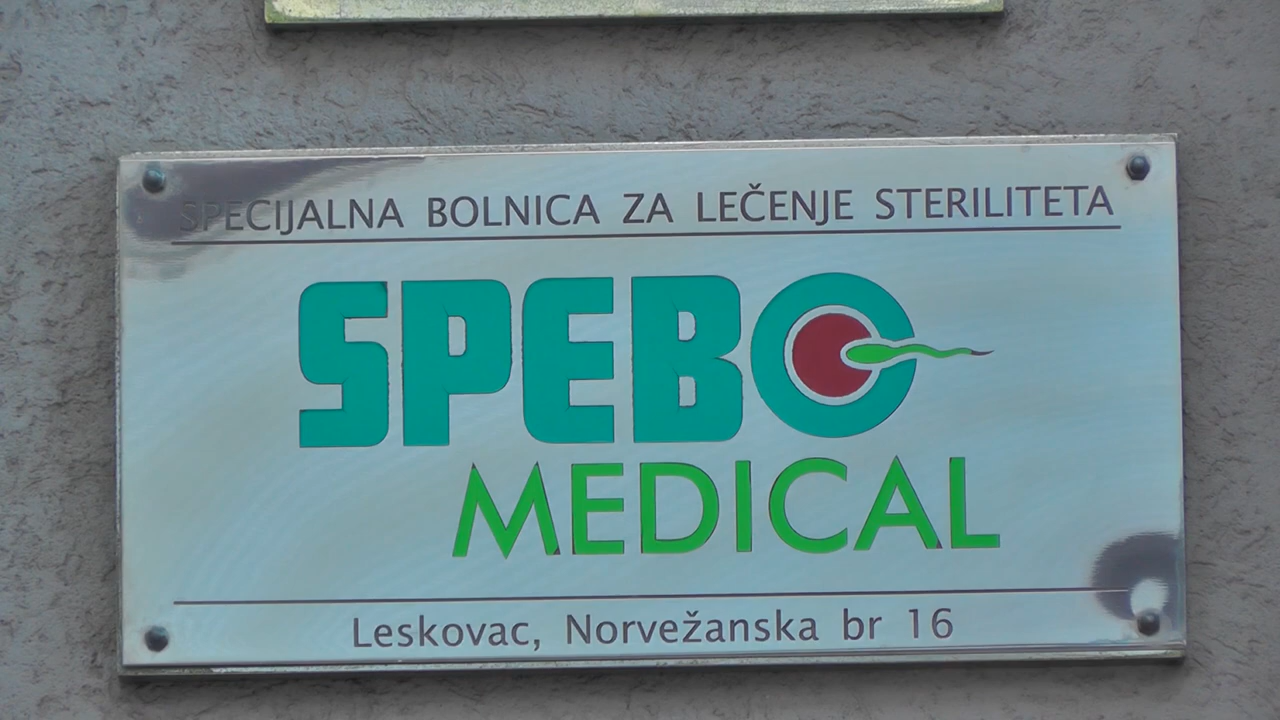 SPECIJALNA BOLNICA ZA LEČENJE STERILITETA
SPEBO
MEDICAL
Leskovac, Norvežanska br 16